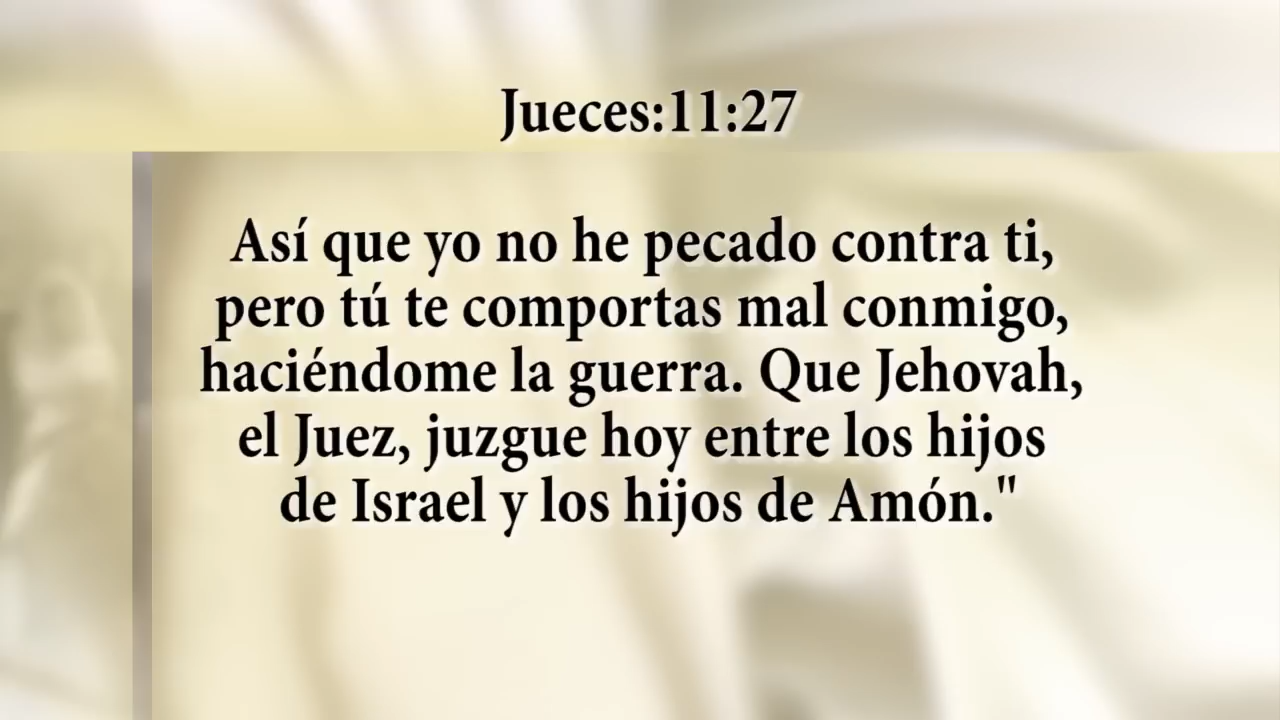 Jueces:11:27
Así que yo no he pecado contra ti,
pero tú te comportas mal conmigo,
haciéndome la guerra. Que Jehovah,
el Juez, juzgue hoy entre los hijos
de Israel y los hijos de Amón."